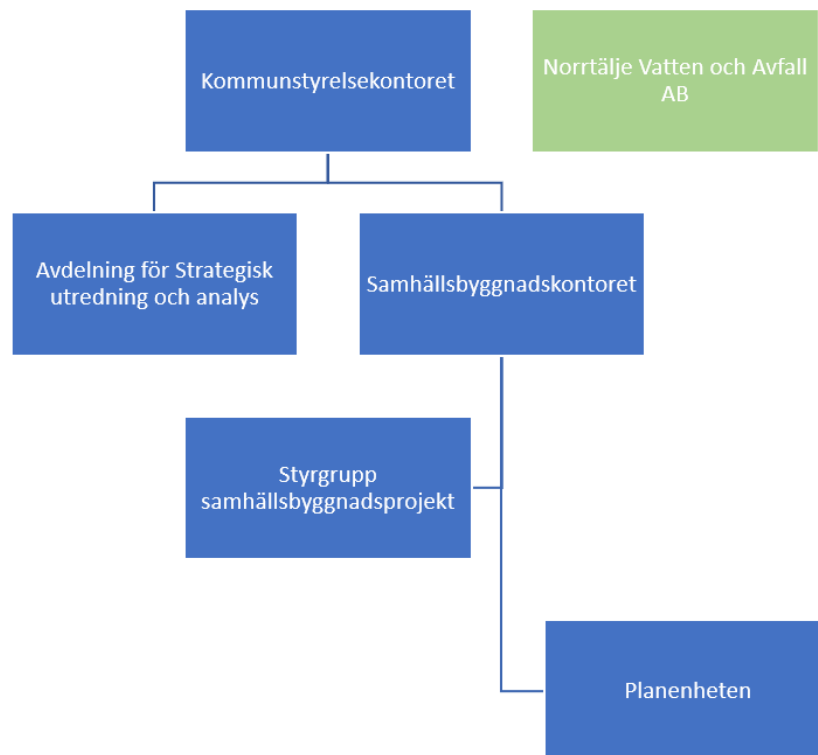 Kommunstyrelsekontoret
Norrtälje Vatten och Avfall
AB
Avdelning för Strategisk
utredning och analys
Samhällsbyggnadskontoret
Styrgrupp
samhällsbyggnadsprojekt
Planenheten